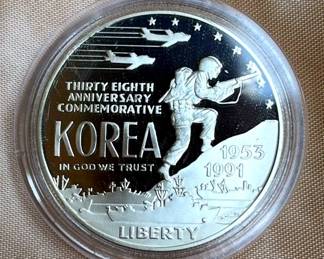 THIRTY EIGHTH
ANNIVERSARY
COMMEMORATIVE
KOREA
IN GOD WE TRUST
1953
1991
LIBERTY